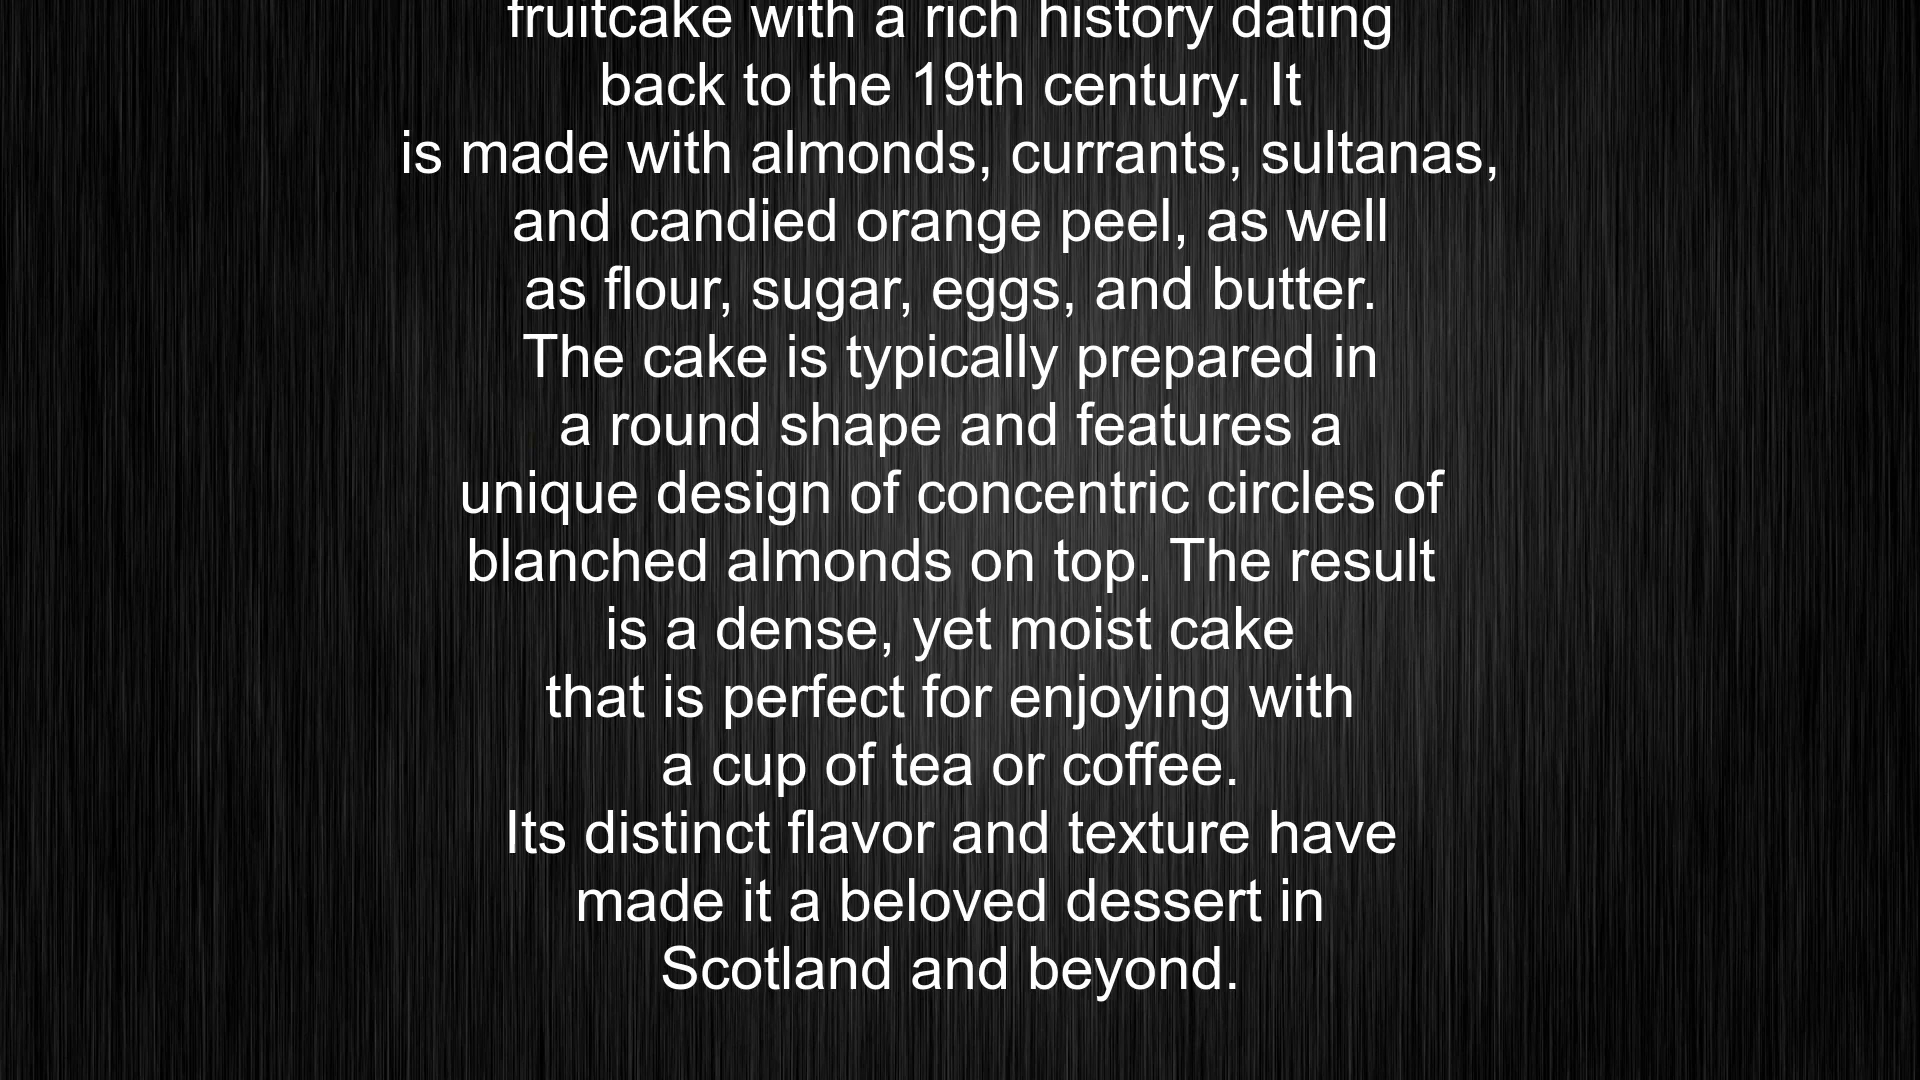 fruitcake with a rich history dating
back to the 19th century. It
is made with almonds, currants, sultanas,
and candied orange peel, as well
as flour, sugar, eggs, and butter.
The cake is typically prepared in
a round shape and features a
unique design of concentric circles of
blanched almonds on top. The result
is a dense, yet moist cake
that is perfect for enjoying with
a cup of tea or coffee.
Its distinct flavor and texture have
made it a beloved dessert in
Scotland and beyond.